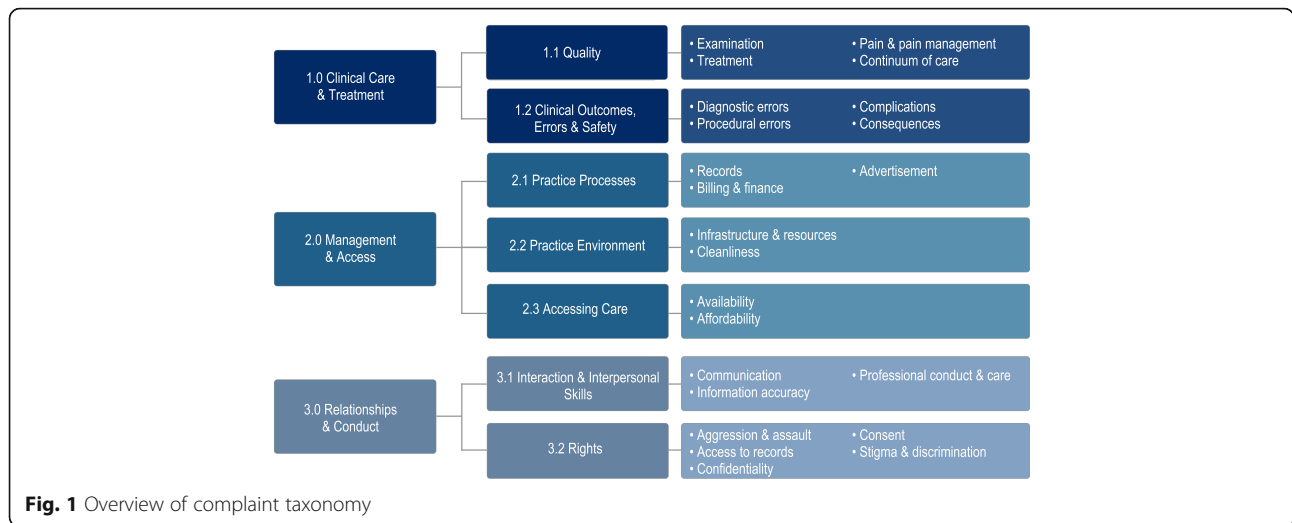 1.0 Clinical Care
& Treatment
1.1 Quality
• Examination
• Treatment
• Pain & pain management
• Continuum of care
1.2 Clinical Outcomes,
Errors & Safety
• Diagnostic errors
• Procedural errors
• Complications
• Consequences
2.0 Management
& Access
2.1 Practice Processes
• Records
• Billing & finance
• Advertisement
2.2 Practice Environment
• Infrastructure & resources
• Cleanliness
2.3 Accessing Care
• Availability
• Affordability
3.0 Relationships
& Conduct
3.1 Interaction & Interpersonal
Skills
• Communication
• Information accuracy
• Professional conduct & care
3.2 Rights
• Aggression & assault
• Access to records
• Confidentiality
• Consent
• Stigma & discrimination
Fig. 1 Overview of complaint taxonomy